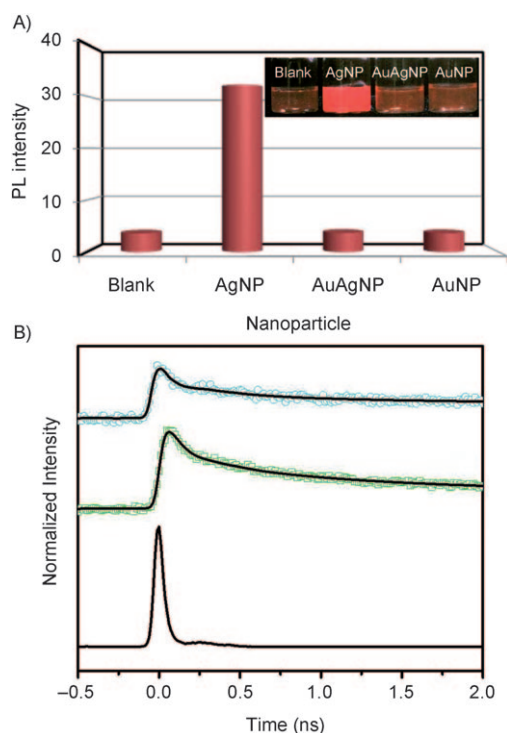 A)
40
30
20
10
0
PL intensity
Blank AgNP AuAgNP AuNP
Blank AgNP AuAgNP AuNP
Nanoparticle
B)
Normalized Intensity
–0.5 0.0 0.5 1.0 1.5 2.0
Time (ns)